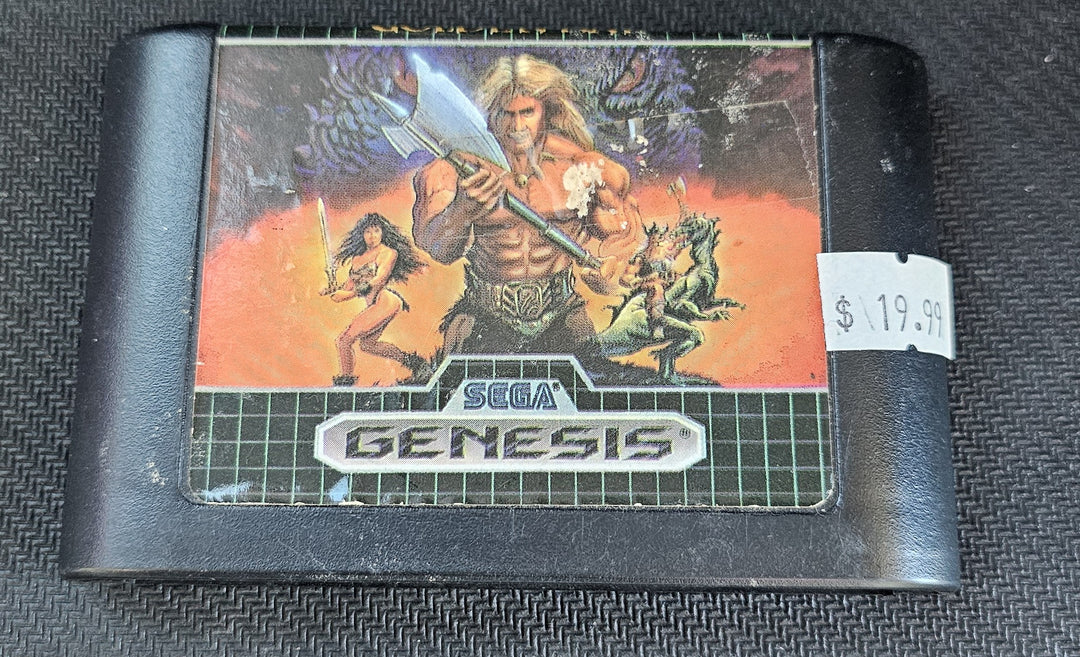 $ 19.99
SEGA®
GENESIS®